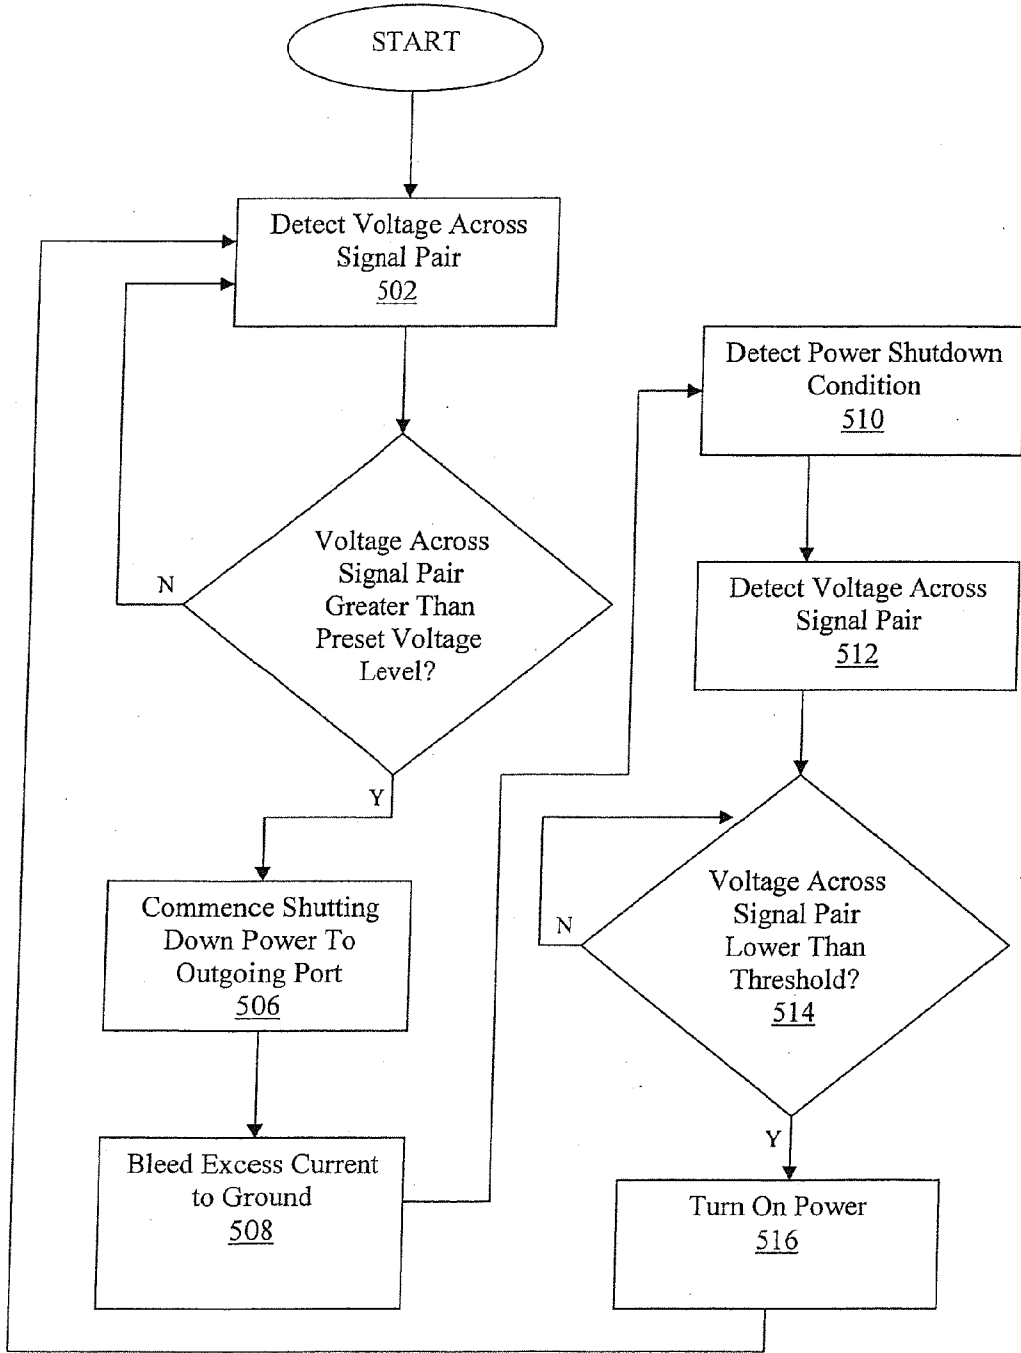 START
Detect Voltage Across
Signal Pair
502
Voltage Across
Signal Pair
Greater Than
Preset Voltage
Level?
N
Y
Commence Shutting
Down Power To
Outgoing Port
506
Bleed Excess Current
to Ground
508
Detect Power Shutdown
Condition
510
Detect Voltage Across
Signal Pair
512
Voltage Across
Signal Pair
Lower Than
Threshold?
514
N
Y
Turn On Power
516